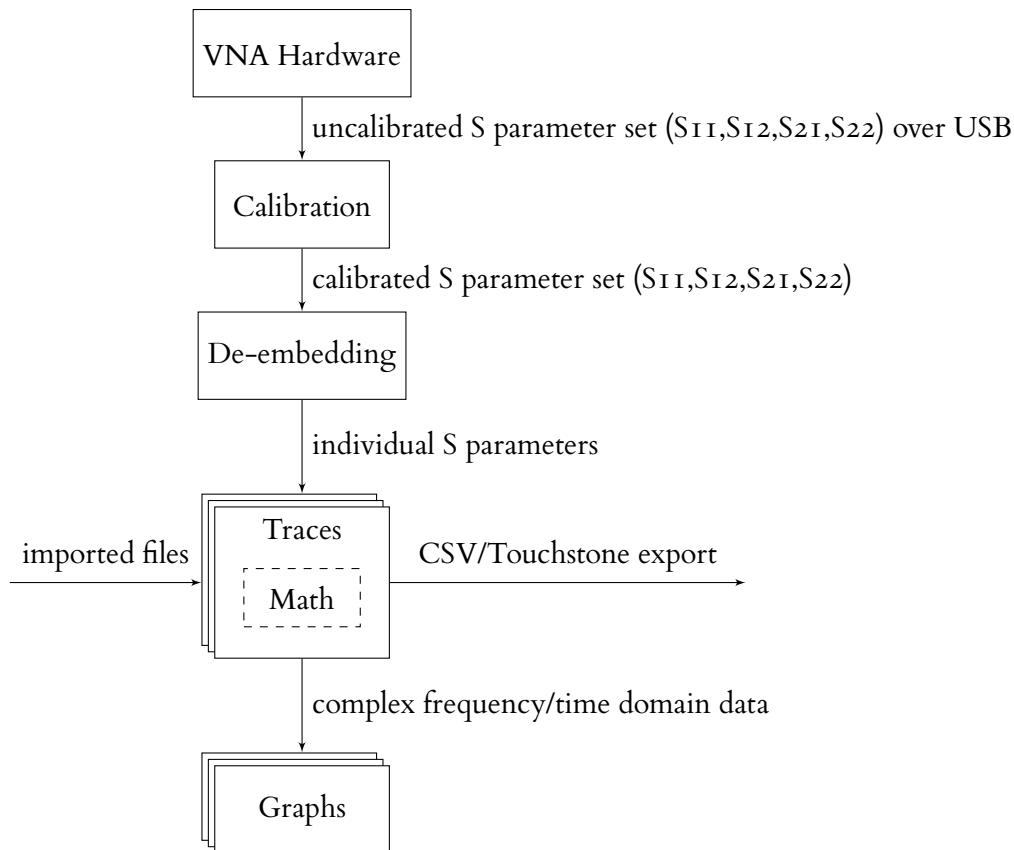 VNA Hardware
uncalibrated S parameter set (S11,S12,S21,S22) over USB
Calibration
calibrated S parameter set (S11,S12,S21,S22)
De-embedding
individual S parameters
Traces
imported files
CSV/Touchstone export
Math
complex frequency/time domain data
Graphs